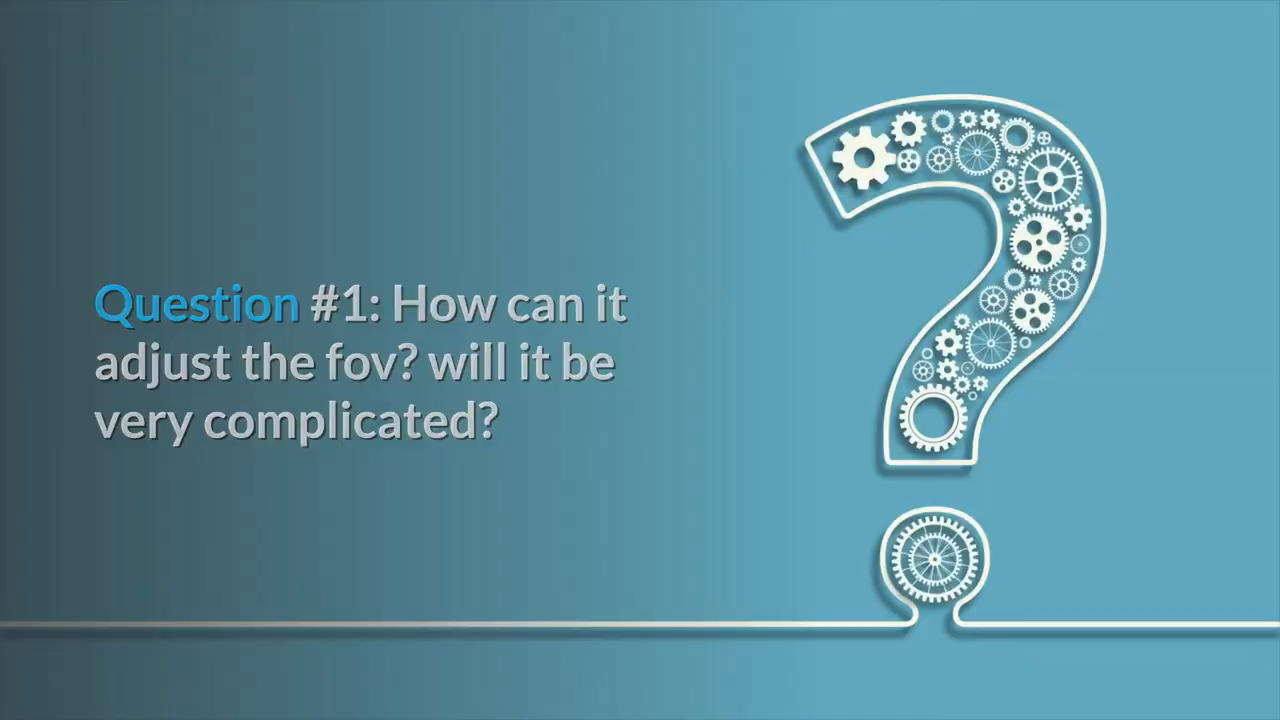 Question #1: How can it
adjust the fov? will it be
very complicated?